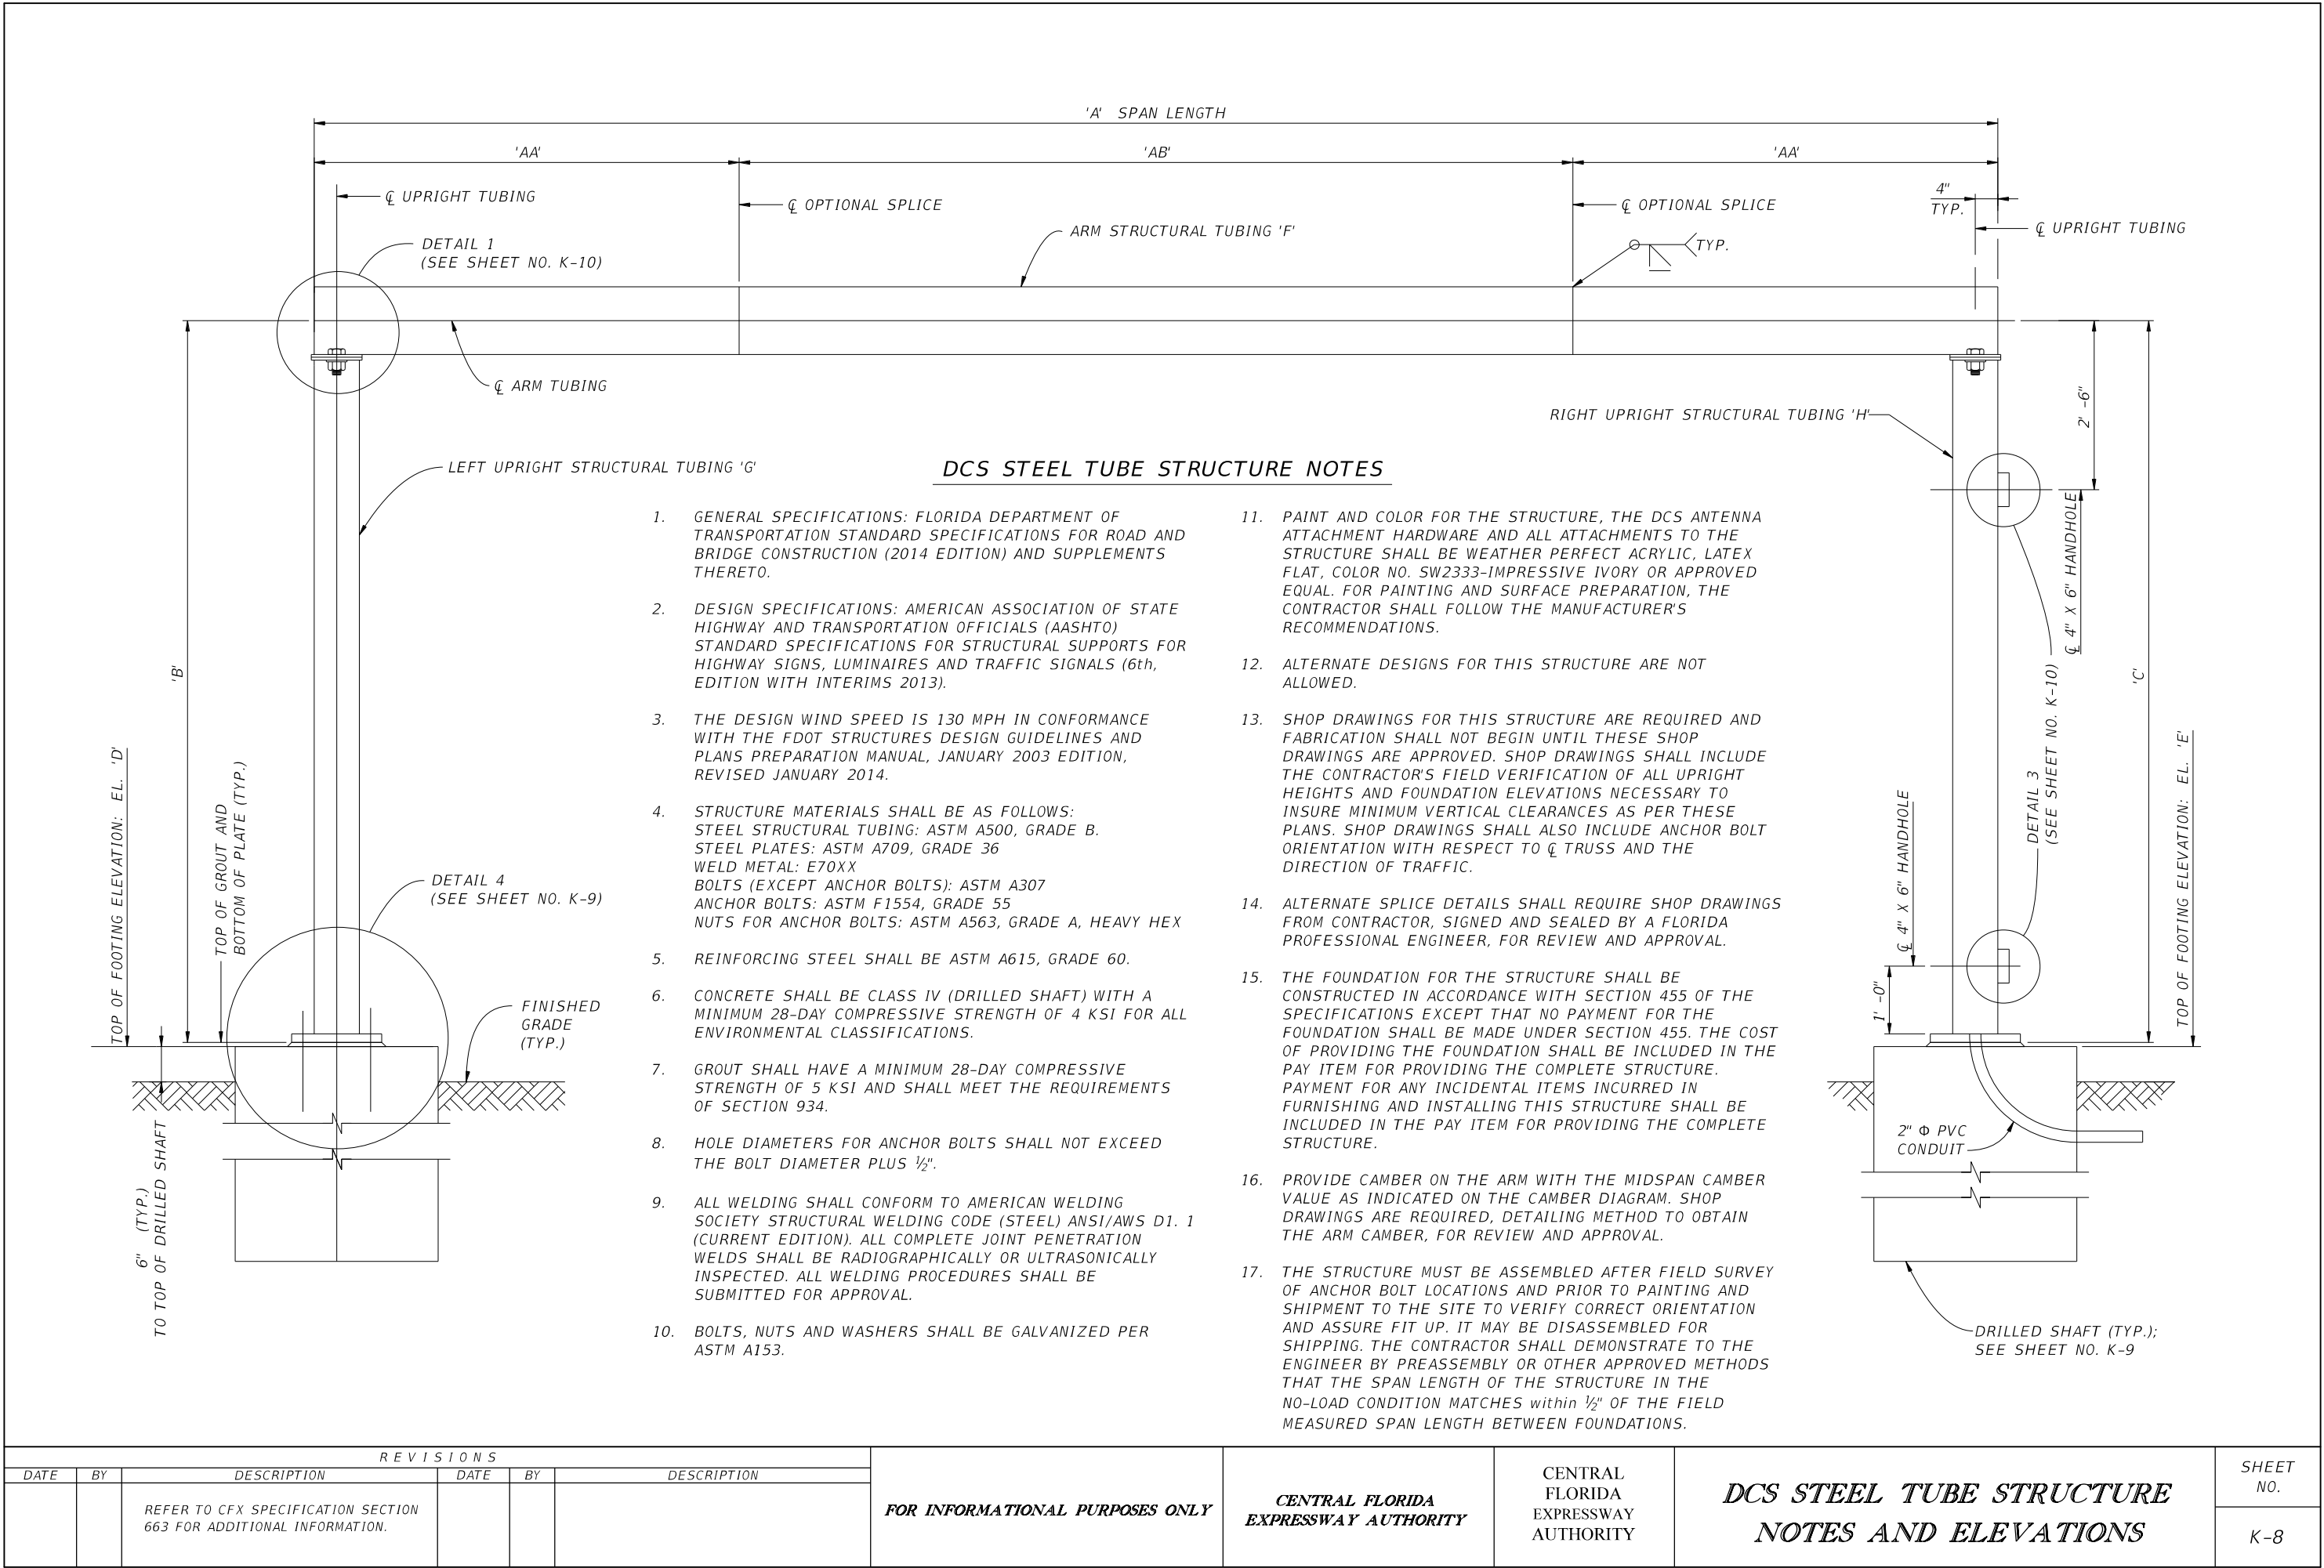 'A' SPAN LENGTH
'AA'
'AB'
'AA'
℄ UPRIGHT TUBING
℄ OPTIONAL SPLICE
℄ OPTIONAL SPLICE
4"
TYP.
℄ UPRIGHT TUBING
DETAIL 1
(SEE SHEET NO. K-10)
ARM STRUCTURAL TUBING 'F'
TYP.
℄ ARM TUBING
RIGHT UPRIGHT STRUCTURAL TUBING 'H'
2' -6"
LEFT UPRIGHT STRUCTURAL TUBING 'G'
'B'
'C'
℄ 4" X 6" HANDHOLE
DETAIL 3
(SEE SHEET NO. K-10)
℄ 4" X 6" HANDHOLE
1' -0"
TOP OF FOOTING ELEVATION: EL. 'D'
TOP OF GROUT AND
BOTTOM OF PLATE (TYP.)
TOP OF FOOTING ELEVATION: EL. 'E'
DETAIL 4
(SEE SHEET NO. K-9)
FINISHED
GRADE
(TYP.)
6" (TYP.)
TO TOP OF DRILLED SHAFT
2" Φ PVC
CONDUIT
DRILLED SHAFT (TYP.);
SEE SHEET NO. K-9
DCS STEEL TUBE STRUCTURE NOTES
1. GENERAL SPECIFICATIONS: FLORIDA DEPARTMENT OF
TRANSPORTATION STANDARD SPECIFICATIONS FOR ROAD AND
BRIDGE CONSTRUCTION (2014 EDITION) AND SUPPLEMENTS
THERETO.
2. DESIGN SPECIFICATIONS: AMERICAN ASSOCIATION OF STATE
HIGHWAY AND TRANSPORTATION OFFICIALS (AASHTO)
STANDARD SPECIFICATIONS FOR STRUCTURAL SUPPORTS FOR
HIGHWAY SIGNS, LUMINAIRES AND TRAFFIC SIGNALS (6th,
EDITION WITH INTERIMS 2013).
3. THE DESIGN WIND SPEED IS 130 MPH IN CONFORMANCE
WITH THE FDOT STRUCTURES DESIGN GUIDELINES AND
PLANS PREPARATION MANUAL, JANUARY 2003 EDITION,
REVISED JANUARY 2014.
4. STRUCTURE MATERIALS SHALL BE AS FOLLOWS:
STEEL STRUCTURAL TUBING: ASTM A500, GRADE B.
STEEL PLATES: ASTM A709, GRADE 36
WELD METAL: E70XX
BOLTS (EXCEPT ANCHOR BOLTS): ASTM A307
ANCHOR BOLTS: ASTM F1554, GRADE 55
NUTS FOR ANCHOR BOLTS: ASTM A563, GRADE A, HEAVY HEX
5. REINFORCING STEEL SHALL BE ASTM A615, GRADE 60.
6. CONCRETE SHALL BE CLASS IV (DRILLED SHAFT) WITH A
MINIMUM 28-DAY COMPRESSIVE STRENGTH OF 4 KSI FOR ALL
ENVIRONMENTAL CLASSIFICATIONS.
7. GROUT SHALL HAVE A MINIMUM 28-DAY COMPRESSIVE
STRENGTH OF 5 KSI AND SHALL MEET THE REQUIREMENTS
OF SECTION 934.
8. HOLE DIAMETERS FOR ANCHOR BOLTS SHALL NOT EXCEED
THE BOLT DIAMETER PLUS ½".
9. ALL WELDING SHALL CONFORM TO AMERICAN WELDING
SOCIETY STRUCTURAL WELDING CODE (STEEL) ANSI/AWS D1. 1
(CURRENT EDITION). ALL COMPLETE JOINT PENETRATION
WELDS SHALL BE RADIOGRAPHICALLY OR ULTRASONICALLY
INSPECTED. ALL WELDING PROCEDURES SHALL BE
SUBMITTED FOR APPROVAL.
10. BOLTS, NUTS AND WASHERS SHALL BE GALVANIZED PER
ASTM A153.
11. PAINT AND COLOR FOR THE STRUCTURE, THE DCS ANTENNA
ATTACHMENT HARDWARE AND ALL ATTACHMENTS TO THE
STRUCTURE SHALL BE WEATHER PERFECT ACRYLIC, LATEX
FLAT, COLOR NO. SW2333-IMPRESSIVE IVORY OR APPROVED
EQUAL. FOR PAINTING AND SURFACE PREPARATION, THE
CONTRACTOR SHALL FOLLOW THE MANUFACTURER'S
RECOMMENDATIONS.
12. ALTERNATE DESIGNS FOR THIS STRUCTURE ARE NOT
ALLOWED.
13. SHOP DRAWINGS FOR THIS STRUCTURE ARE REQUIRED AND
FABRICATION SHALL NOT BEGIN UNTIL THESE SHOP
DRAWINGS ARE APPROVED. SHOP DRAWINGS SHALL INCLUDE
THE CONTRACTOR'S FIELD VERIFICATION OF ALL UPRIGHT
HEIGHTS AND FOUNDATION ELEVATIONS NECESSARY TO
INSURE MINIMUM VERTICAL CLEARANCES AS PER THESE
PLANS. SHOP DRAWINGS SHALL ALSO INCLUDE ANCHOR BOLT
ORIENTATION WITH RESPECT TO ℄ TRUSS AND THE
DIRECTION OF TRAFFIC.
14. ALTERNATE SPLICE DETAILS SHALL REQUIRE SHOP DRAWINGS
FROM CONTRACTOR, SIGNED AND SEALED BY A FLORIDA
PROFESSIONAL ENGINEER, FOR REVIEW AND APPROVAL.
15. THE FOUNDATION FOR THE STRUCTURE SHALL BE
CONSTRUCTED IN ACCORDANCE WITH SECTION 455 OF THE
SPECIFICATIONS EXCEPT THAT NO PAYMENT FOR THE
FOUNDATION SHALL BE MADE UNDER SECTION 455. THE COST
OF PROVIDING THE FOUNDATION SHALL BE INCLUDED IN THE
PAY ITEM FOR PROVIDING THE COMPLETE STRUCTURE.
PAYMENT FOR ANY INCIDENTAL ITEMS INCURRED IN
FURNISHING AND INSTALLING THIS STRUCTURE SHALL BE
INCLUDED IN THE PAY ITEM FOR PROVIDING THE COMPLETE
STRUCTURE.
16. PROVIDE CAMBER ON THE ARM WITH THE MIDSPAN CAMBER
VALUE AS INDICATED ON THE CAMBER DIAGRAM. SHOP
DRAWINGS ARE REQUIRED, DETAILING METHOD TO OBTAIN
THE ARM CAMBER, FOR REVIEW AND APPROVAL.
17. THE STRUCTURE MUST BE ASSEMBLED AFTER FIELD SURVEY
OF ANCHOR BOLT LOCATIONS AND PRIOR TO PAINTING AND
SHIPMENT TO THE SITE TO VERIFY CORRECT ORIENTATION
AND ASSURE FIT UP. IT MAY BE DISASSEMBLED FOR
SHIPPING. THE CONTRACTOR SHALL DEMONSTRATE TO THE
ENGINEER BY PREASSEMBLY OR OTHER APPROVED METHODS
THAT THE SPAN LENGTH OF THE STRUCTURE IN THE
NO-LOAD CONDITION MATCHES within ½" OF THE FIELD
MEASURED SPAN LENGTH BETWEEN FOUNDATIONS.
REVISIONS
DATE BY DESCRIPTION DATE BY DESCRIPTION
REFER TO CFX SPECIFICATION SECTION
663 FOR ADDITIONAL INFORMATION.
FOR INFORMATIONAL PURPOSES ONLY
CENTRAL FLORIDA
EXPRESSWAY AUTHORITY
CENTRAL
FLORIDA
EXPRESSWAY
AUTHORITY
DCS STEEL TUBE STRUCTURE
NOTES AND ELEVATIONS
SHEET
NO.
K-8